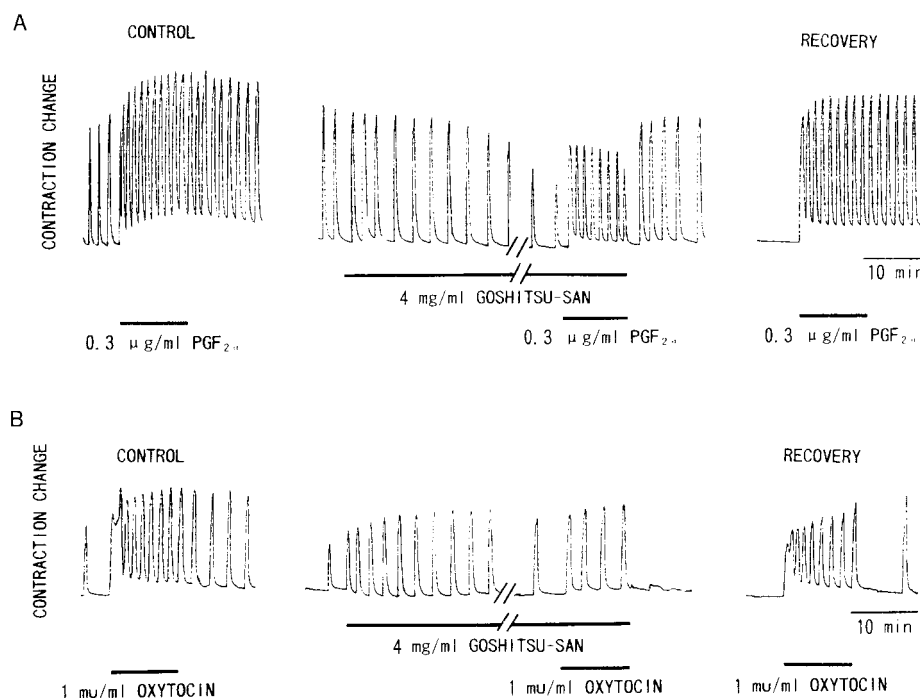 A
CONTROL
RECOVERY
CONTRACTION CHANGE
10 min
4 mg/ml GOSHITSU-SAN
0.3 μg/ml PGF₂α
0.3 μg/ml PGF₂α
0.3 μg/ml PGF₂α
B
CONTROL
RECOVERY
CONTRACTION CHANGE
10 min
4 mg/ml GOSHITSU-SAN
1 mu/ml OXYTOCIN
1 mu/ml OXYTOCIN
1 mu/ml OXYTOCIN